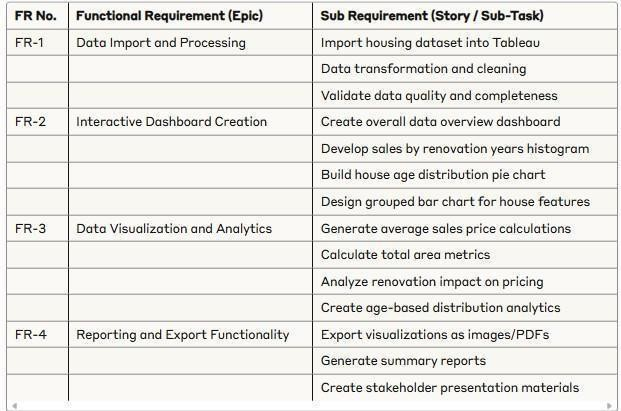 FR No. Functional Requirement (Epic) Sub Requirement (Story / Sub-Task)
FR-1 Data Import and Processing Import housing dataset into Tableau
Data transformation and cleaning
Validate data quality and completeness
FR-2 Interactive Dashboard Creation Create overall data overview dashboard
Develop sales by renovation years histogram
Build house age distribution pie chart
Design grouped bar chart for house features
FR-3 Data Visualization and Analytics Generate average sales price calculations
Calculate total area metrics
Analyze renovation impact on pricing
Create age-based distribution analytics
FR-4 Reporting and Export Functionality Export visualizations as images/PDFs
Generate summary reports
Create stakeholder presentation materials